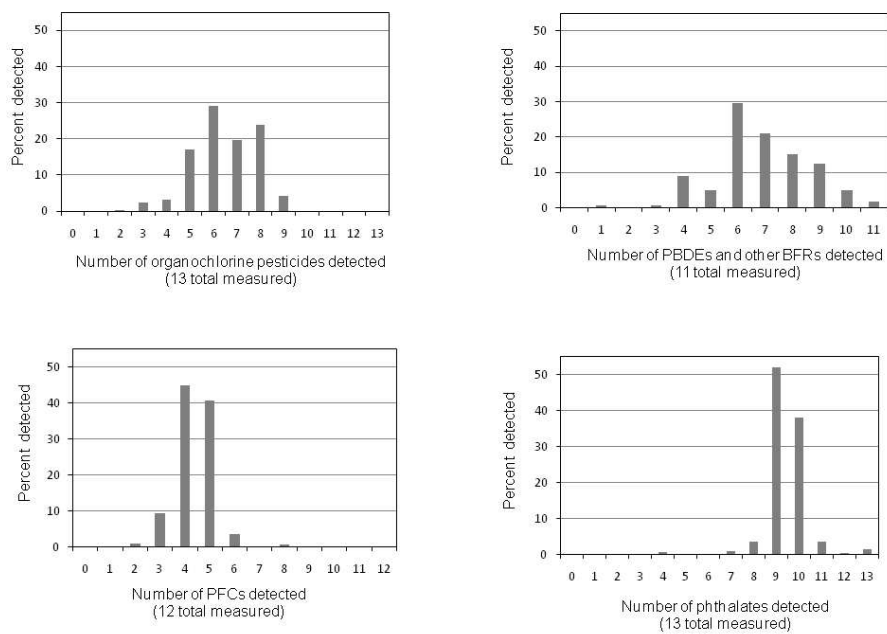 Percent detected
50
40
30
20
10
0
0 1 2 3 4 5 6 7 8 9 10 11 12 13
Number of organochlorine pesticides detected
(13 total measured)
Percent detected
50
40
30
20
10
0
0 1 2 3 4 5 6 7 8 9 10 11
Number of PBDEs and other BFRs detected
(11 total measured)
Percent detected
50
40
30
20
10
0
0 1 2 3 4 5 6 7 8 9 10 11 12
Number of PFCs detected
(12 total measured)
Percent detected
50
40
30
20
10
0
0 1 2 3 4 5 6 7 8 9 10 11 12 13
Number of phthalates detected
(13 total measured)